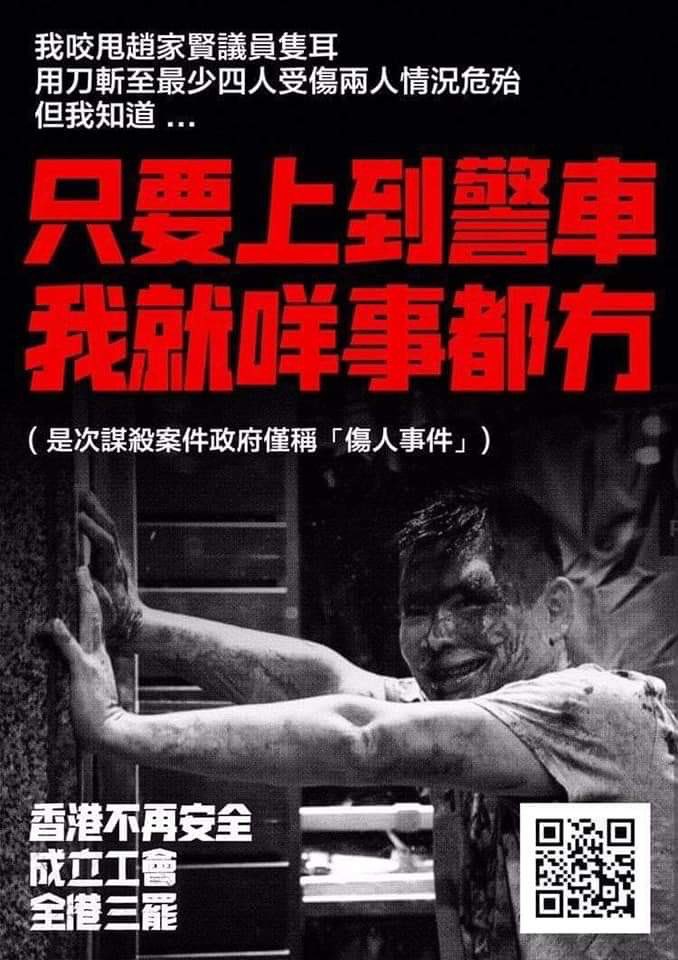 我咬甩趙家賢議員隻耳
用刀斬至最少四人受傷兩人情況危殆
但我知道 ...
只要上到警車
我就咩事都冇
( 是次謀殺案件政府僅稱「傷人事件」)
香港不再安全
成立工會
全港三罷